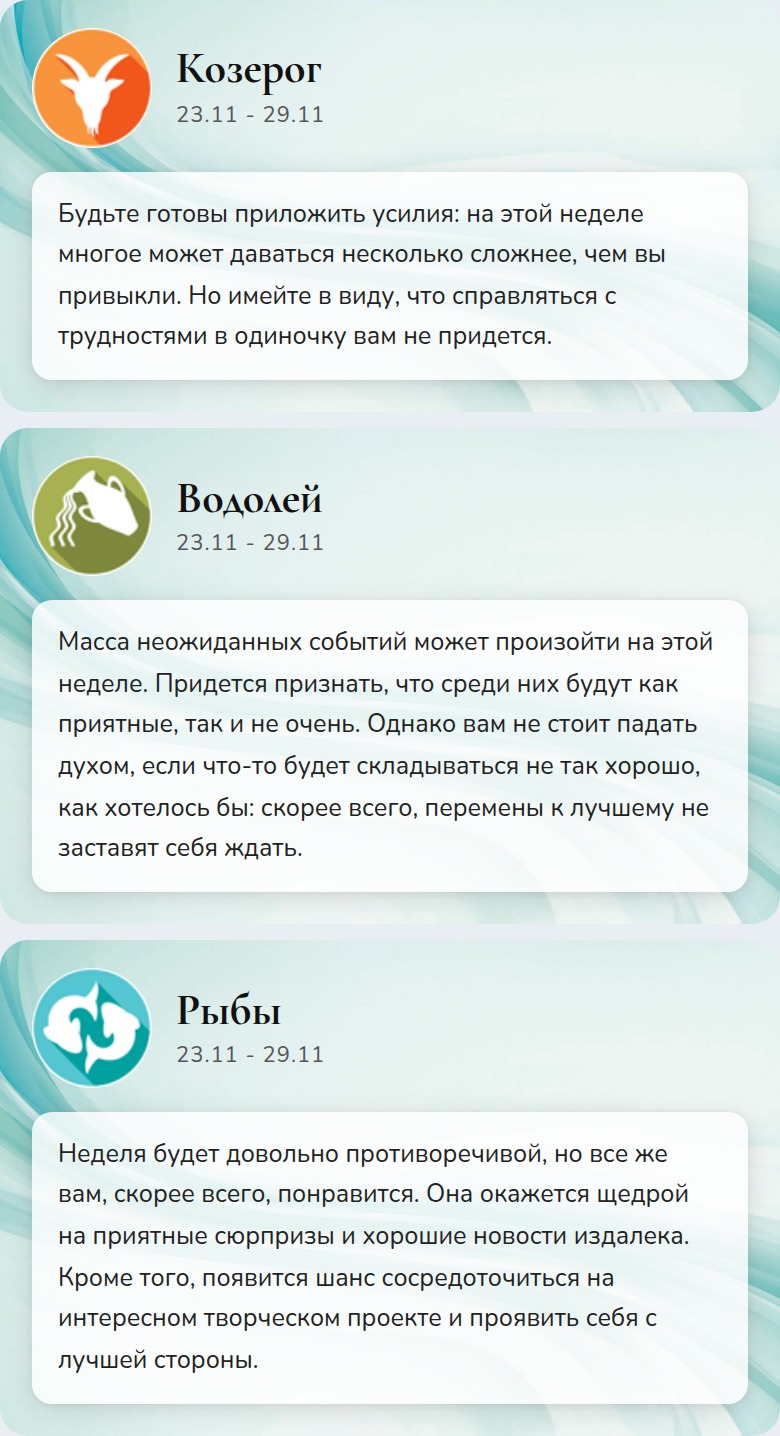 Козерог
23.11 - 29.11
Будьте готовы приложить усилия: на этой неделе
многое может даваться несколько сложнее, чем вы
привыкли. Но имейте в виду, что справляться с
трудностями в одиночку вам не придется.
Водолей
23.11 - 29.11
Масса неожиданных событий может произойти на этой
неделе. Придется признать, что среди них будут как
приятные, так и не очень. Однако вам не стоит падать
духом, если что-то будет складываться не так хорошо,
как хотелось бы: скорее всего, перемены к лучшему не
заставят себя ждать.
Рыбы
23.11 - 29.11
Неделя будет довольно противоречивой, но все же
вам, скорее всего, понравится. Она окажется щедрой
на приятные сюрпризы и хорошие новости издалека.
Кроме того, появится шанс сосредоточиться на
интересном творческом проекте и проявить себя с
лучшей стороны.